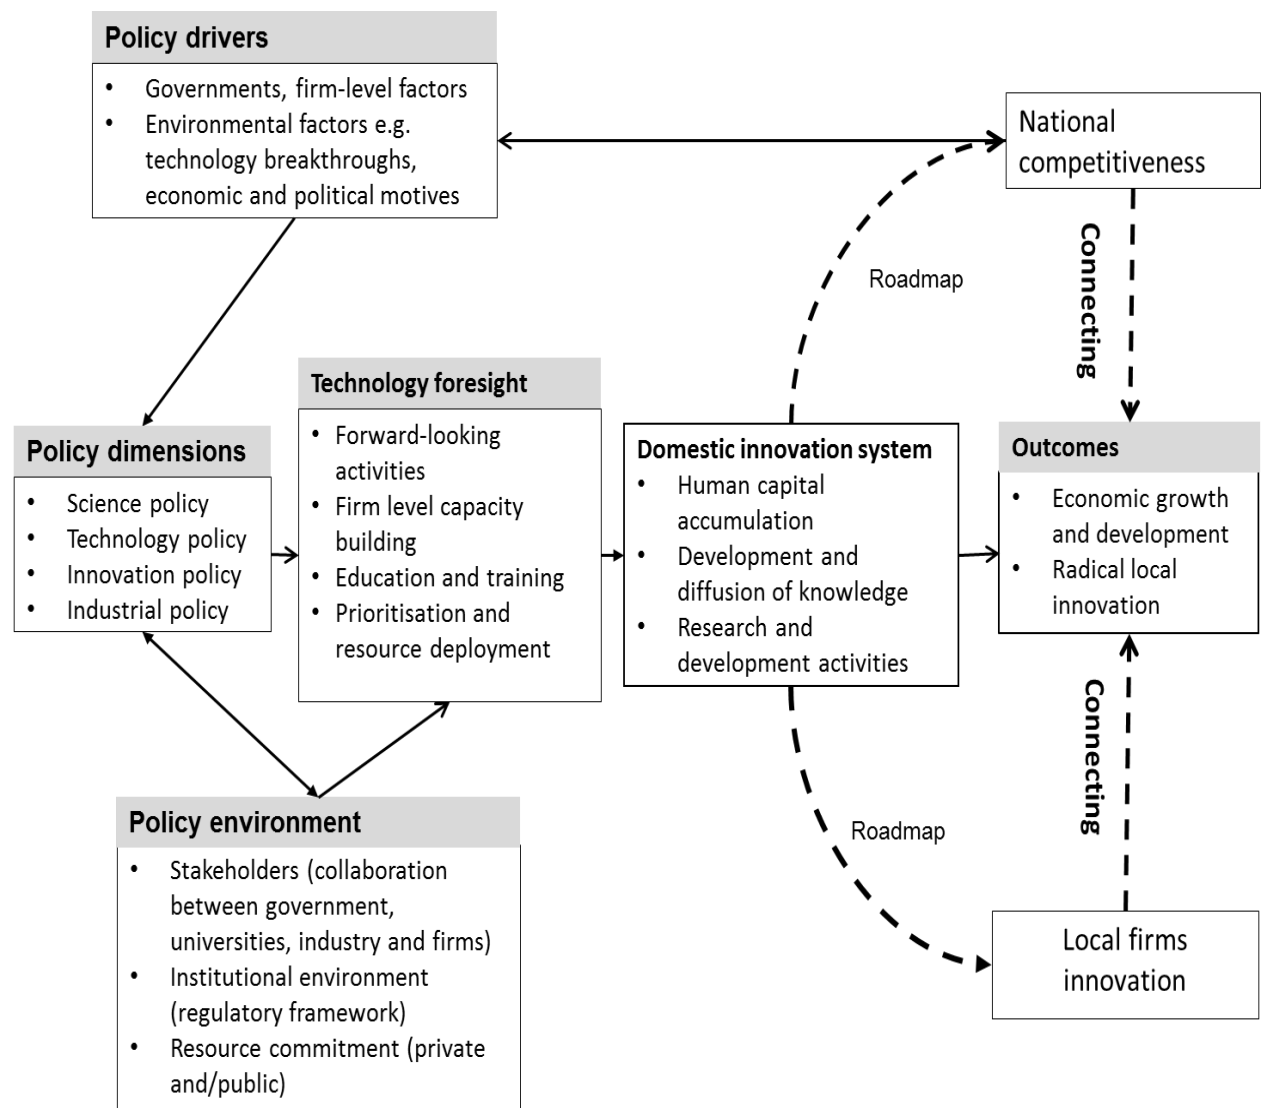 Policy drivers
• Governments, firm-level factors
• Environmental factors e.g.
technology breakthroughs,
economic and political motives
National
competitiveness
Connecting
Roadmap
Technology foresight
• Forward-looking
activities
• Firm level capacity
building
• Education and training
• Prioritisation and
resource deployment
Policy dimensions
• Science policy
• Technology policy
• Innovation policy
• Industrial policy
Domestic innovation system
• Human capital
accumulation
• Development and
diffusion of knowledge
• Research and
development activities
Outcomes
• Economic growth
and development
• Radical local
innovation
Connecting
Roadmap
Policy environment
• Stakeholders (collaboration
between government,
universities, industry and firms)
• Institutional environment
(regulatory framework)
• Resource commitment (private
and/public)
Local firms
innovation